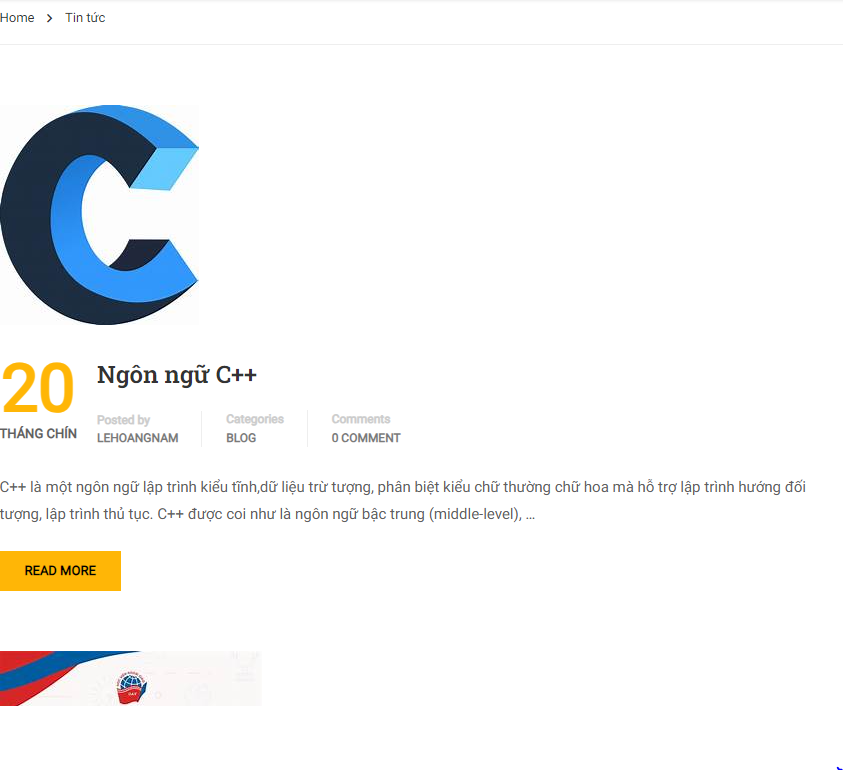 Home > Tin tức
20
THÁNG CHÍN
Ngôn ngữ C++
Posted by
LEHOANGNAM
Categories
BLOG
Comments
0 COMMENT
C++ là một ngôn ngữ lập trình kiểu tĩnh,dữ liệu trừ tượng, phân biệt kiểu chữ thường chữ hoa mà hỗ trợ lập trình hướng đối
tượng, lập trình thủ tục. C++ được coi như là ngôn ngữ bậc trung (middle-level), ...
READ MORE